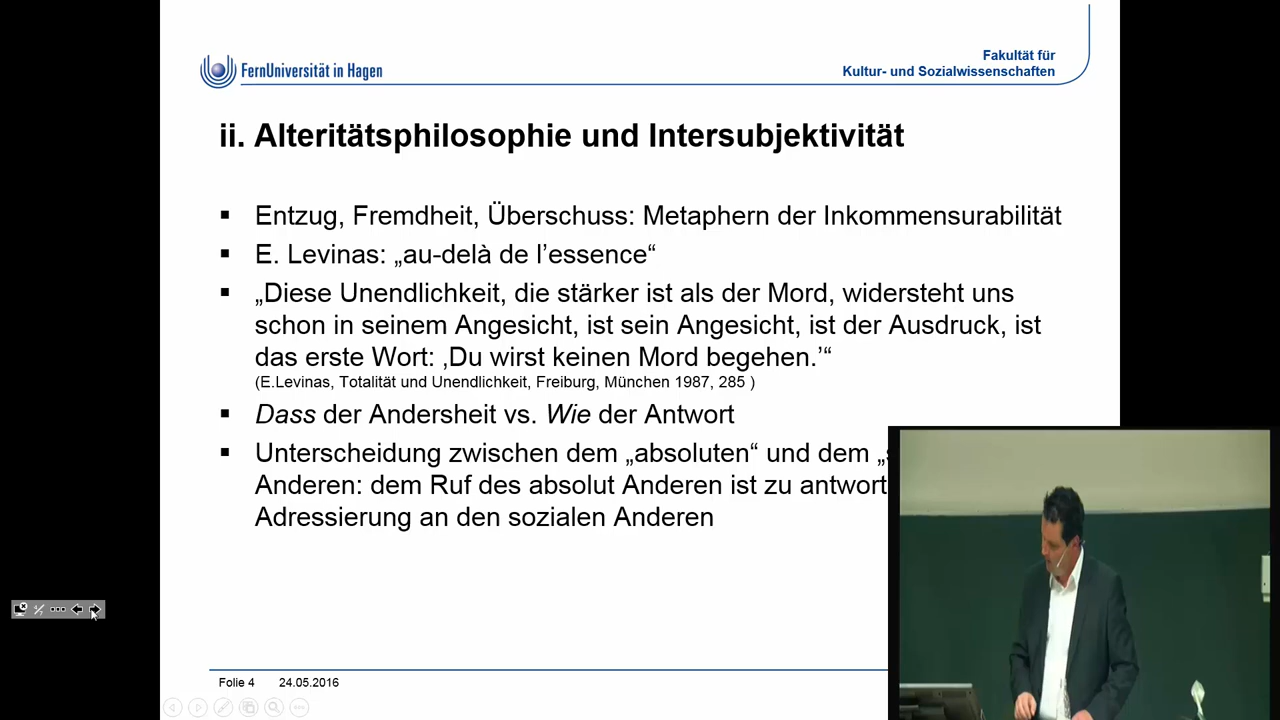 FernUniversität in Hagen
Fakultät für
Kultur- und Sozialwissenschaften
ii. Alteritätsphilosophie und Intersubjektivität
Entzug, Fremdheit, Überschuss: Metaphern der Inkommensurabilität
E. Levinas: „au-delà de l’essence“
„Diese Unendlichkeit, die stärker ist als der Mord, widersteht uns
schon in seinem Angesicht, ist sein Angesicht, ist der Ausdruck, ist
das erste Wort: ‚Du wirst keinen Mord begehen.’“
(E.Levinas, Totalität und Unendlichkeit, Freiburg, München 1987, 285 )
Dass der Andersheit vs. Wie der Antwort
Unterscheidung zwischen dem „absoluten“ und dem
Anderen: dem Ruf des absolut Anderen ist zu antwort
Adressierung an den sozialen Anderen
Folie 4 24.05.2016